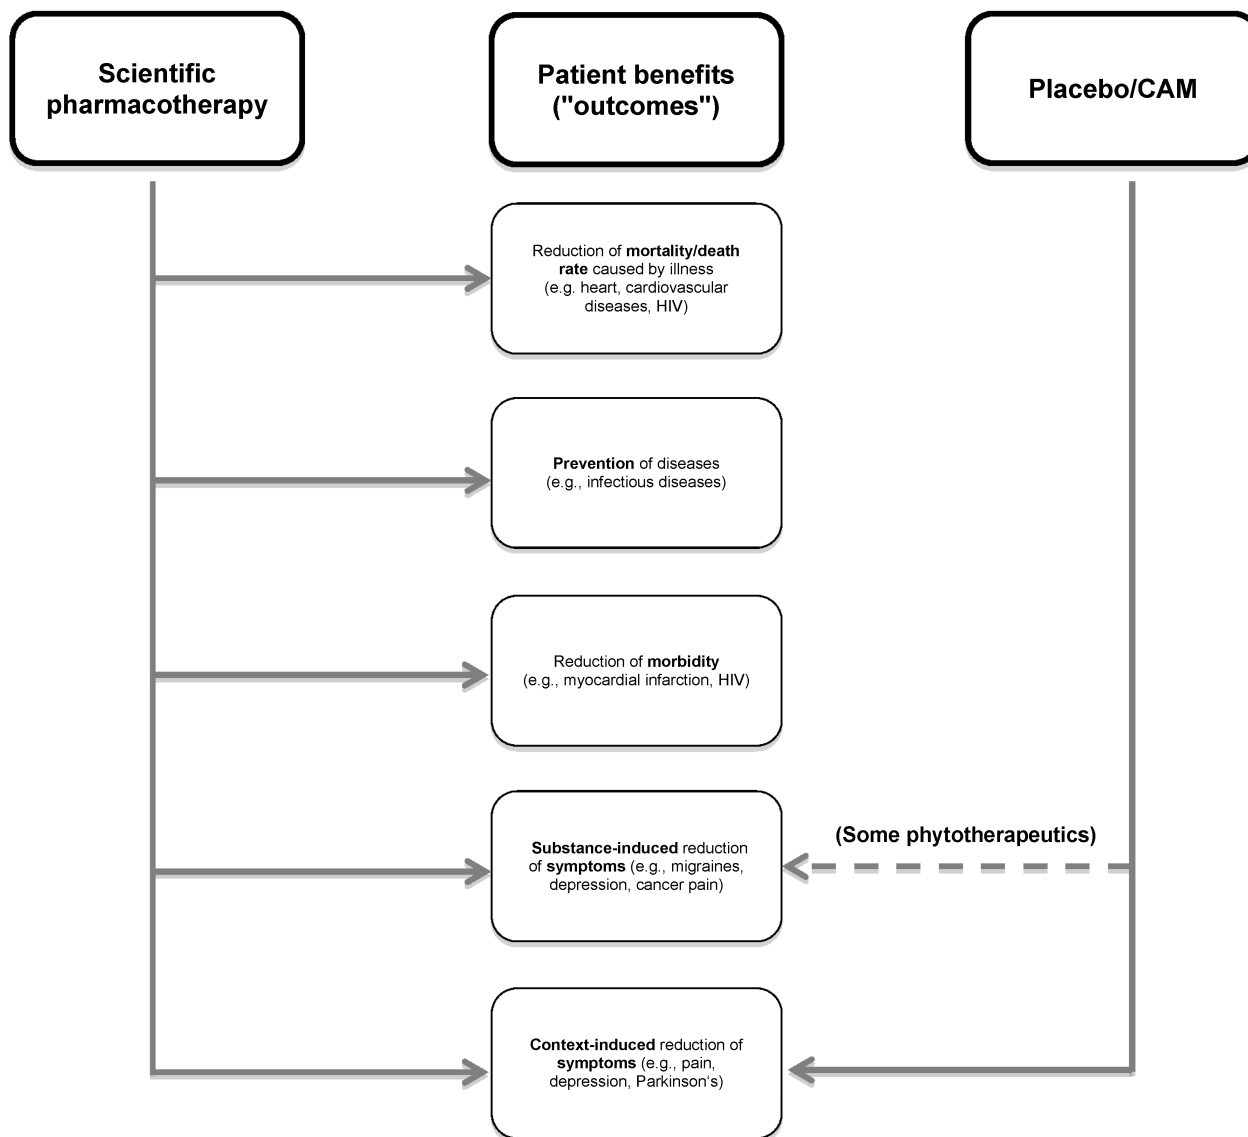 Scientific
pharmacotherapy
Patient benefits
("outcomes")
Placebo/CAM
Reduction of mortality/death
rate caused by illness
(e.g. heart, cardiovascular
diseases, HIV)
Prevention of diseases
(e.g., infectious diseases)
Reduction of morbidity
(e.g., myocardial infarction, HIV)
Substance-induced reduction
of symptoms (e.g., migraines,
depression, cancer pain)
(Some phytotherapeutics)
Context-induced reduction of
symptoms (e.g., pain,
depression, Parkinson‘s)